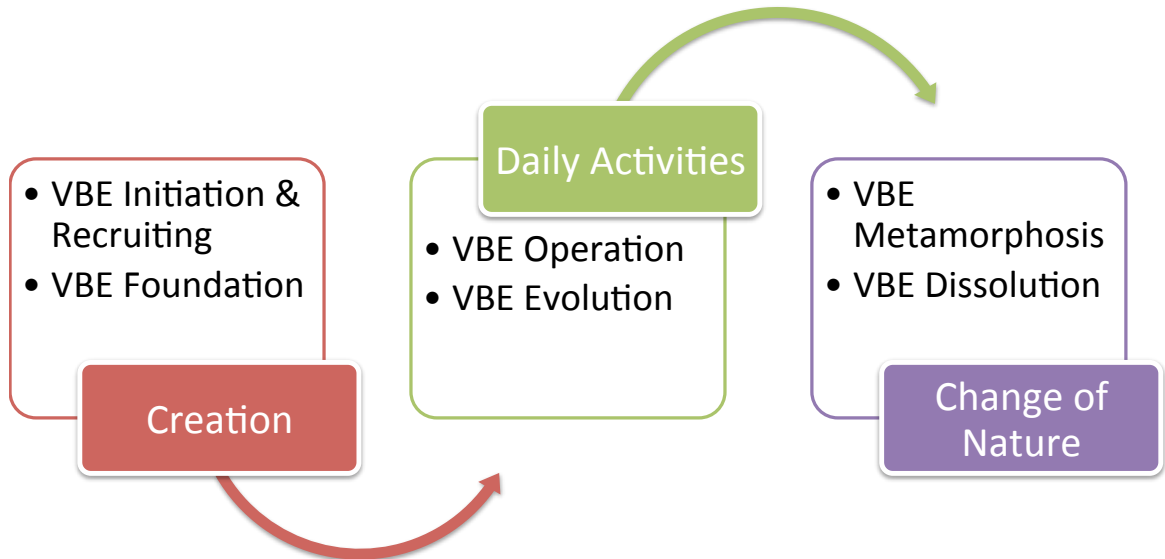 • VBE Initiation &
Recruiting
• VBE Foundation
Creation
Daily Activities
• VBE Operation
• VBE Evolution
• VBE
Metamorphosis
• VBE Dissolution
Change of
Nature